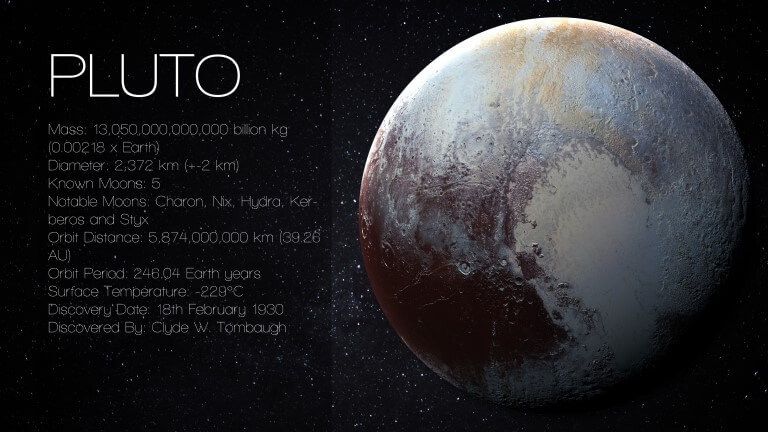 PLUTO
Mass: 13,050,000,000,000 billion kg
(0.00218 x Earth)
Diameter: 2,372 km (+-2 km)
Known Moons: 5
Notable Moons: Charon, Nix, Hydra, Ker-
beros and Styx
Orbit Distance: 5,874,000,000 km (39.26
AU)
Orbit Period: 246.04 Earth years
Surface Temperature: -229°C
Discovery Date: 18th February 1930
Discovered By: Clyde W. Tombaugh